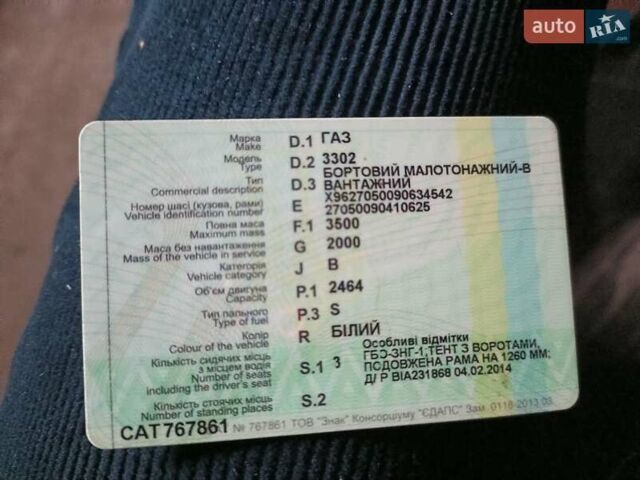 auto RIA .com
Марка D.1 ГАЗ
Make
Модель D.2 3302
Type БОРТОВИЙ МАЛОТОНАЖНИЙ-В
Тип D.3 ВАНТАЖНИЙ
Commercial description X9627050090634542
Номер шасі (кузова, рами) E 27050090410625
Vehicle identification number
Повна маса F.1 3500
Maximum mass
Маса без навантаження G 2000
Mass of the vehicle in service
Категорія J B
Vehicle category
Об'єм двигуна P.1 2464
Capacity
Тип пального P.3 S
Type of fuel
Колір R БІЛИЙ
Colour of the vehicle
Кількість сидячих місць S.1 3
з місцем водія
Number of seats
including the driver's seat
Особливі відмітки
ГБО-ЗНГ-1;ТЕНТ З ВОРОТАМИ,
ПОДОВЖЕНА РАМА НА 1260 ММ;
Д/ Р ВІА231868 04.02.2014
Кількість стоячих місць S.2
Number of standing places
САТ767861 № 767861 ТОВ "Знак" Консорціуму "ЄДАПС" Зам. 0118-2013.03.